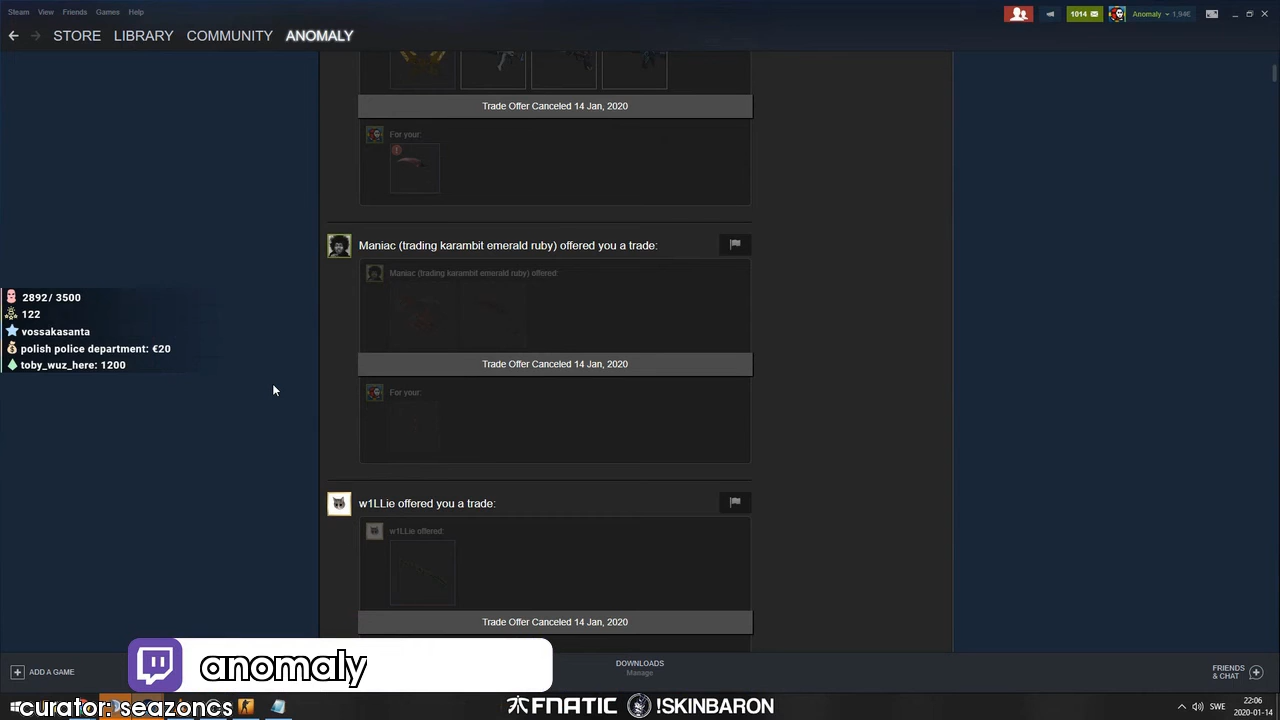 Steam View Friends Games Help
1014 Anomaly 1,94€
STORE LIBRARY COMMUNITY ANOMALY
Trade Offer Canceled 14 Jan, 2020
For your:
Maniac (trading karambit emerald ruby) offered you a trade:
Maniac (trading karambit emerald ruby) offered:
2892/ 3500
122
vossakasanta
polish police department: €20
toby_wuz_here: 1200
Trade Offer Canceled 14 Jan, 2020
For your:
w1LLie offered you a trade:
w1LLie offered:
Trade Offer Canceled 14 Jan, 2020
anomaly
ADD A GAME
DOWNLOADS
Manage
FRIENDS
& CHAT
curator: seazoncs
FNATIC !SKINBARON
SWE
22:06
2020-01-14